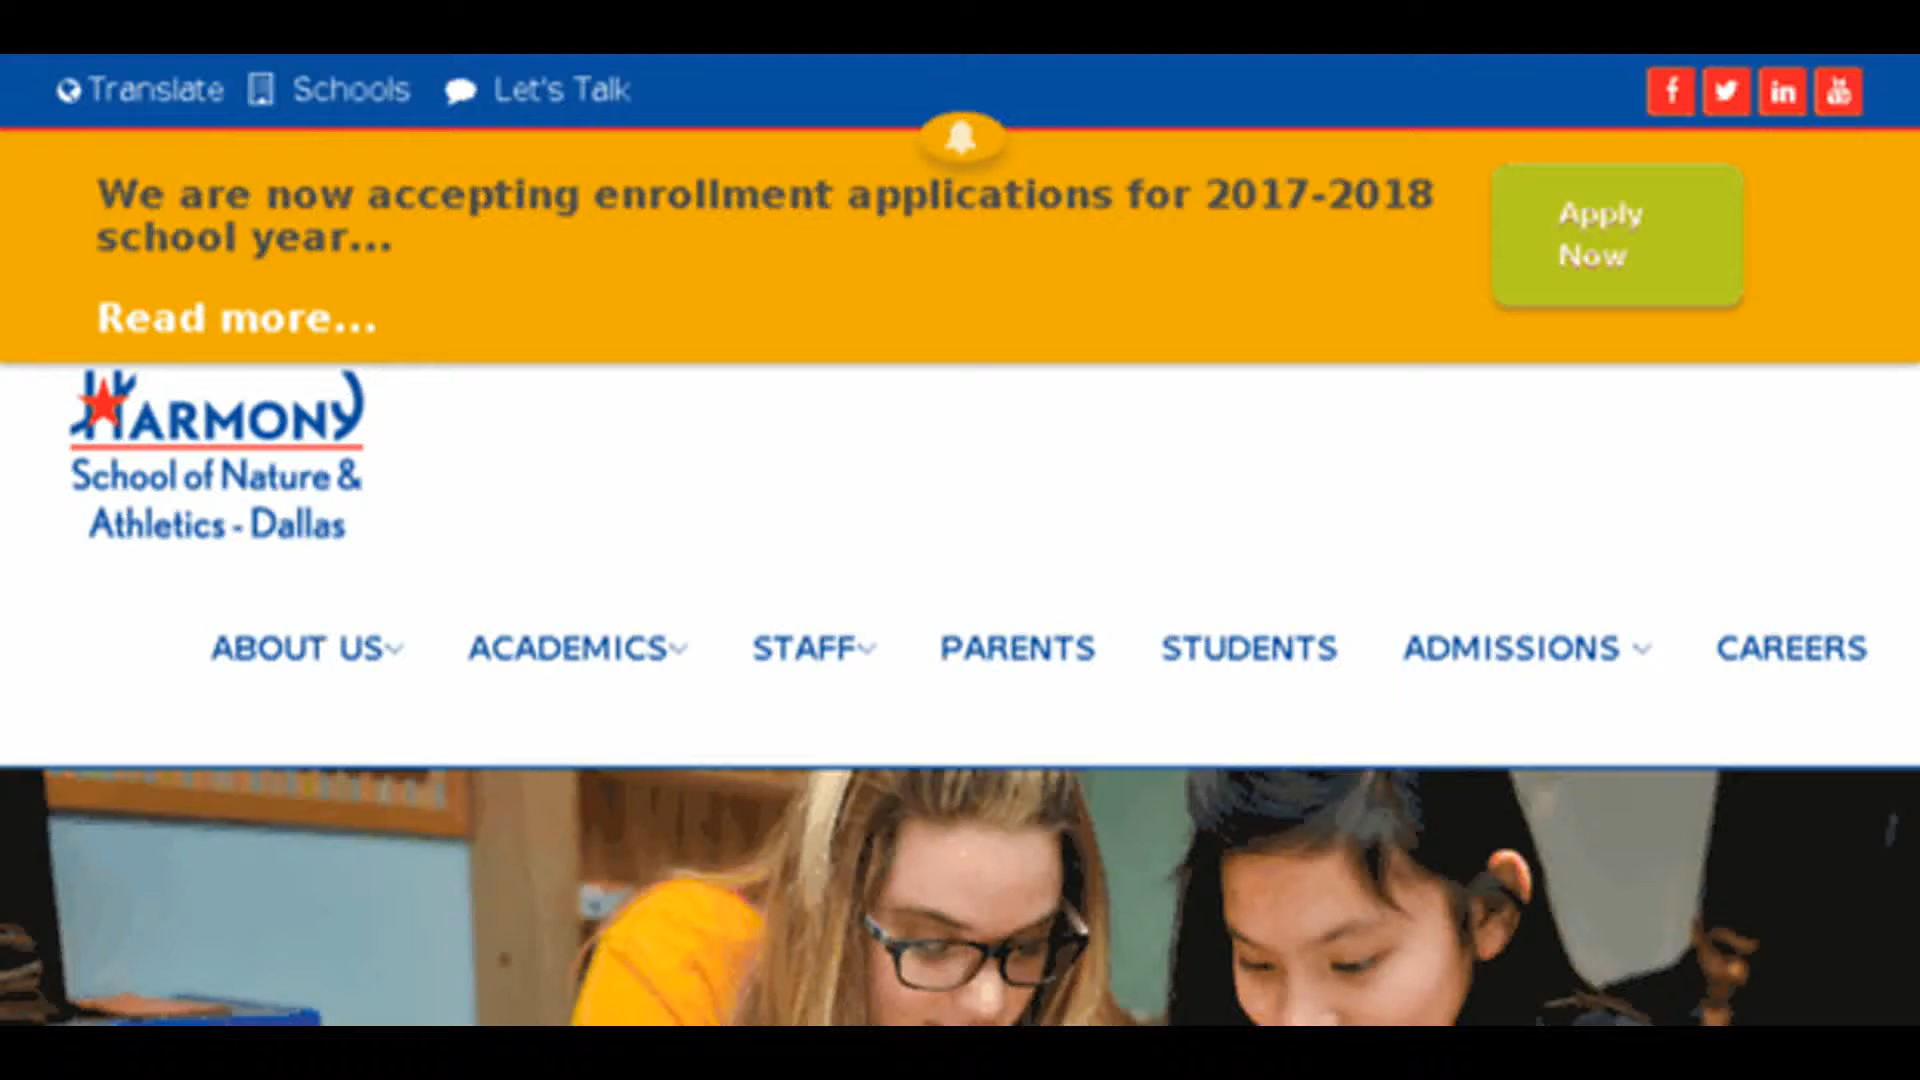 Translate Schools Let's Talk
We are now accepting enrollment applications for 2017-2018
school year...
Read more...
Apply
Now
HARMONY
School of Nature &
Athletics - Dallas
ABOUT US ACADEMICS STAFF PARENTS STUDENTS ADMISSIONS CAREERS